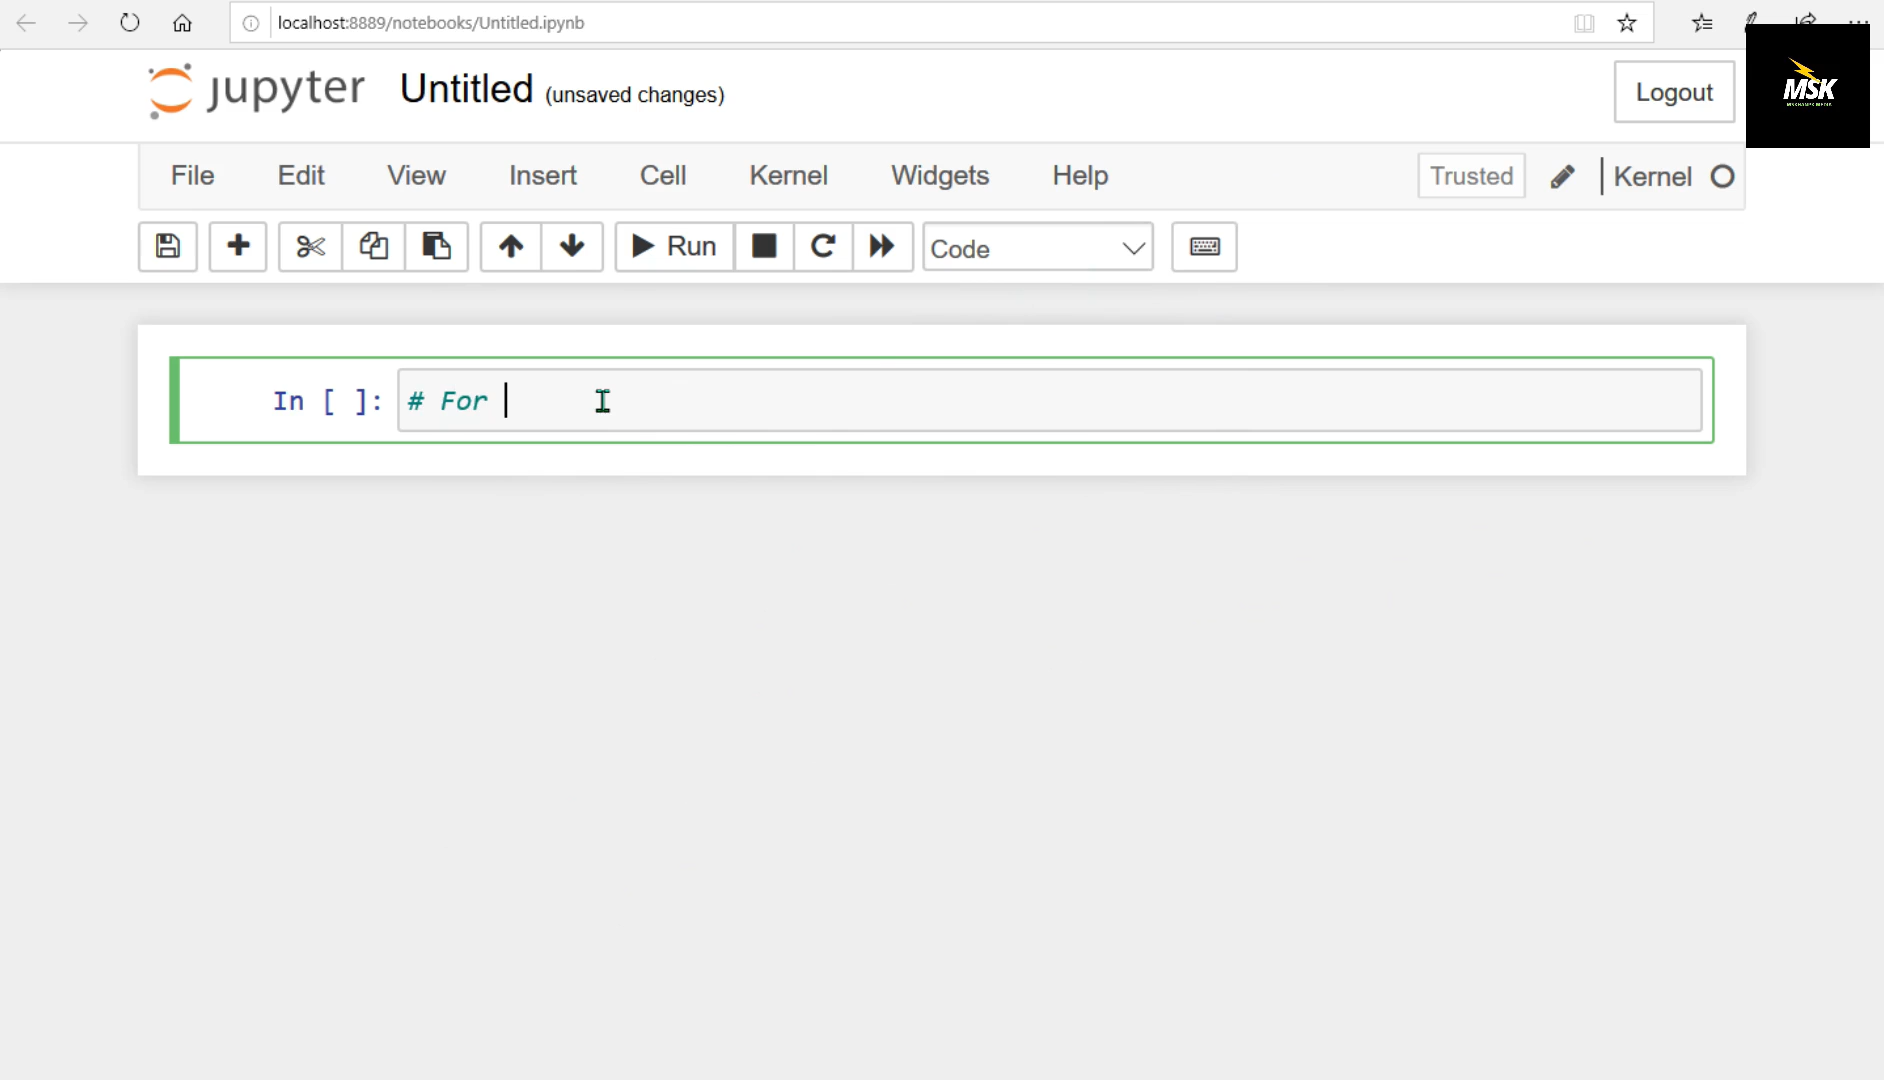 localhost:8889/notebooks/Untitled.ipynb
jupyter Untitled (unsaved changes)
Logout
MSK
File Edit View Insert Cell Kernel Widgets Help Trusted Kernel
Run Code
In [ ]: # For